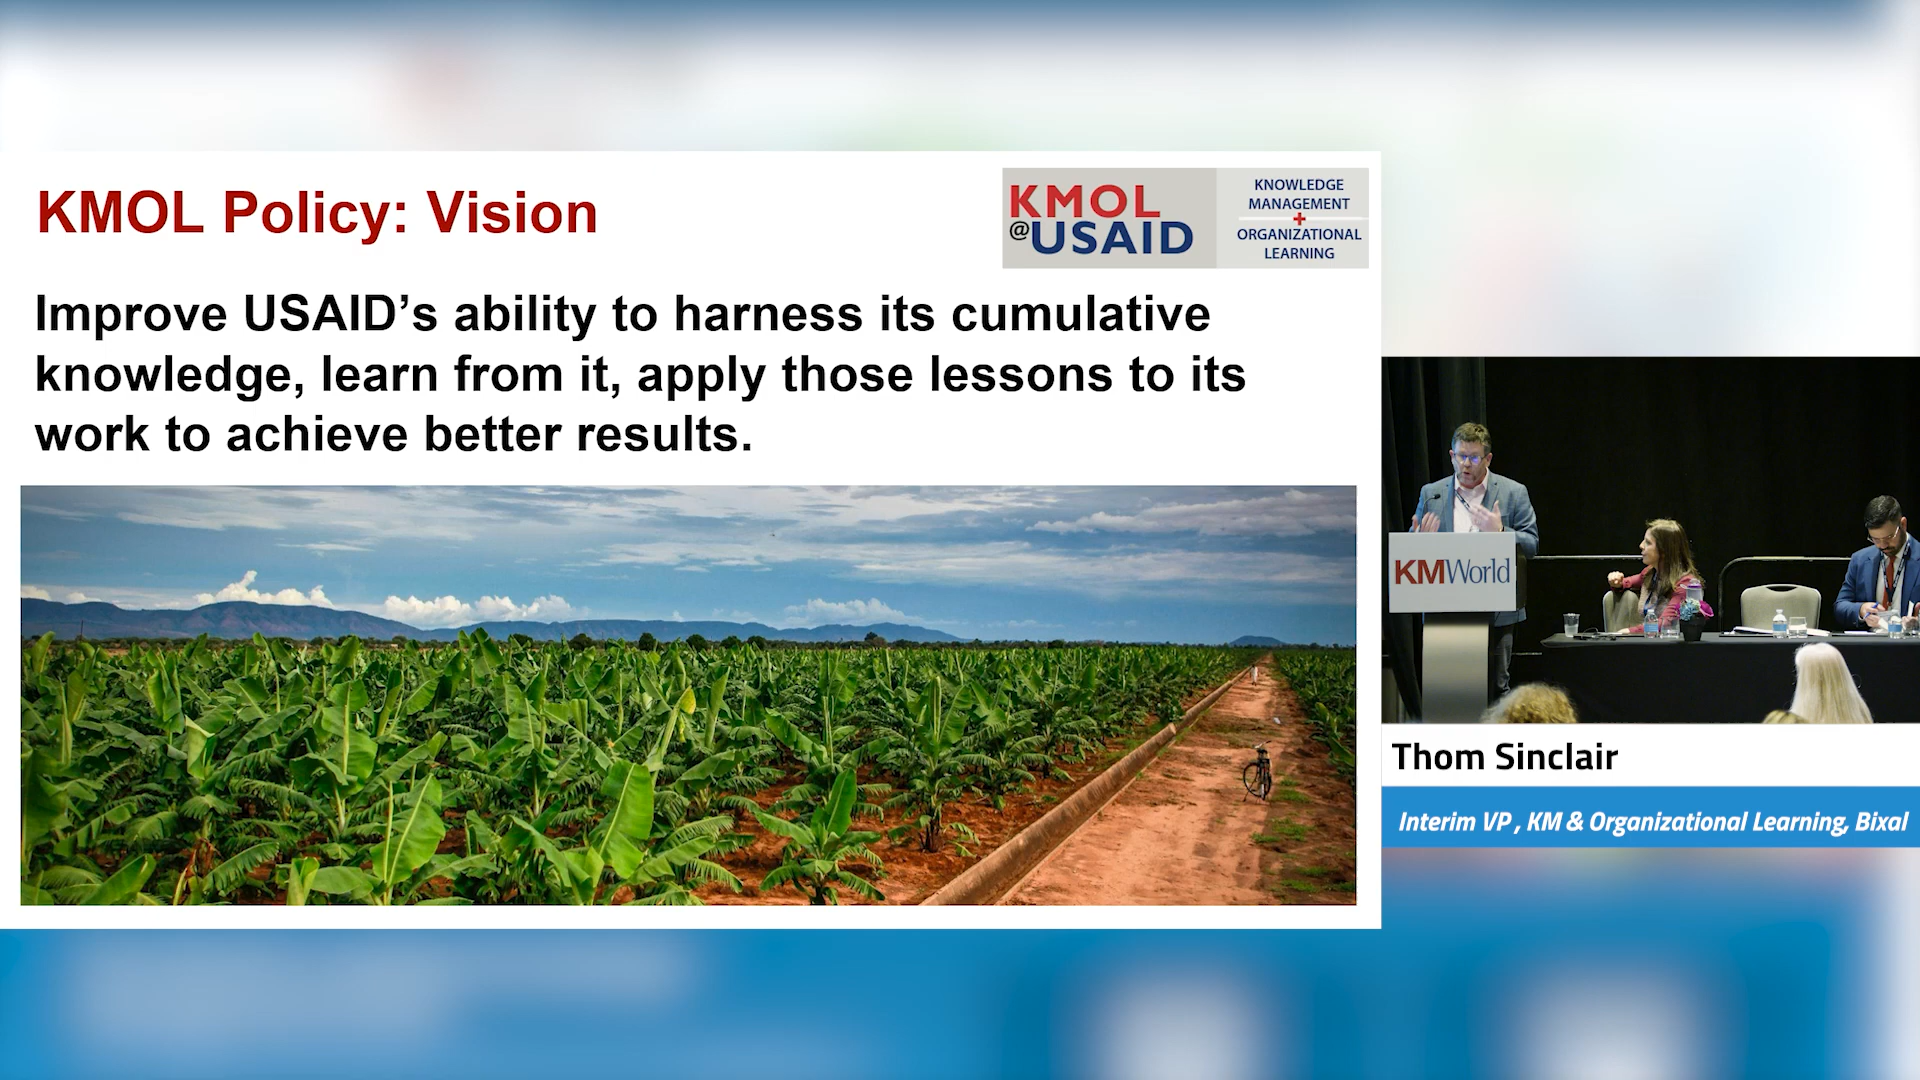 KMOL Policy: Vision
KMOL
@USAID
KNOWLEDGE
MANAGEMENT
+
ORGANIZATIONAL
LEARNING
Improve USAID’s ability to harness its cumulative
knowledge, learn from it, apply those lessons to its
work to achieve better results.
KMWorld
Thom Sinclair
Interim VP , KM & Organizational Learning, Bixal